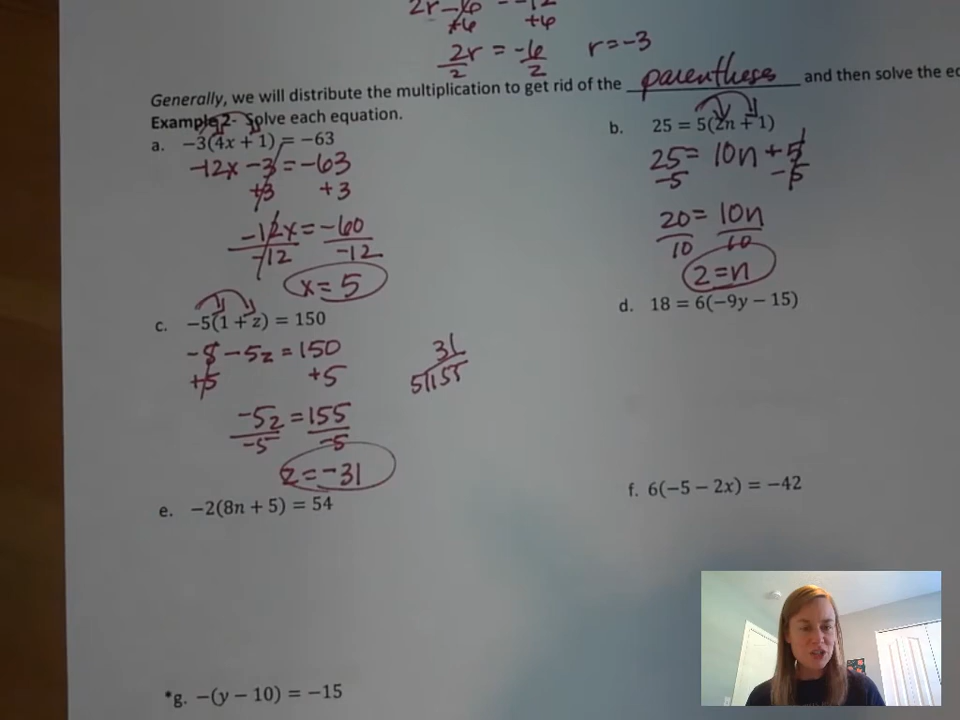 2r - 6 = -12
+6 +6
2r = -6 r = -3
2 2
Generally, we will distribute the multiplication to get rid of the parentheses and then solve the
Example 2- Solve each equation.
a. −3(4x + 1) = −63
-12x - 3 = -63
+3 +3
-12x = -60
-12 -12
x = 5
b. 25 = 5(2n + 1)
25 = 10n + 5
-5 -5
20 = 10n
10 10
2 = n
c. −5(1 + z) = 150
-5 - 5z = 150
+5 +5
-5z = 155
-5 -5
z = -31
31
5)155
d. 18 = 6(−9y − 15)
e. −2(8n + 5) = 54
f. 6(−5 − 2x) = −42
*g. −(y − 10) = −15